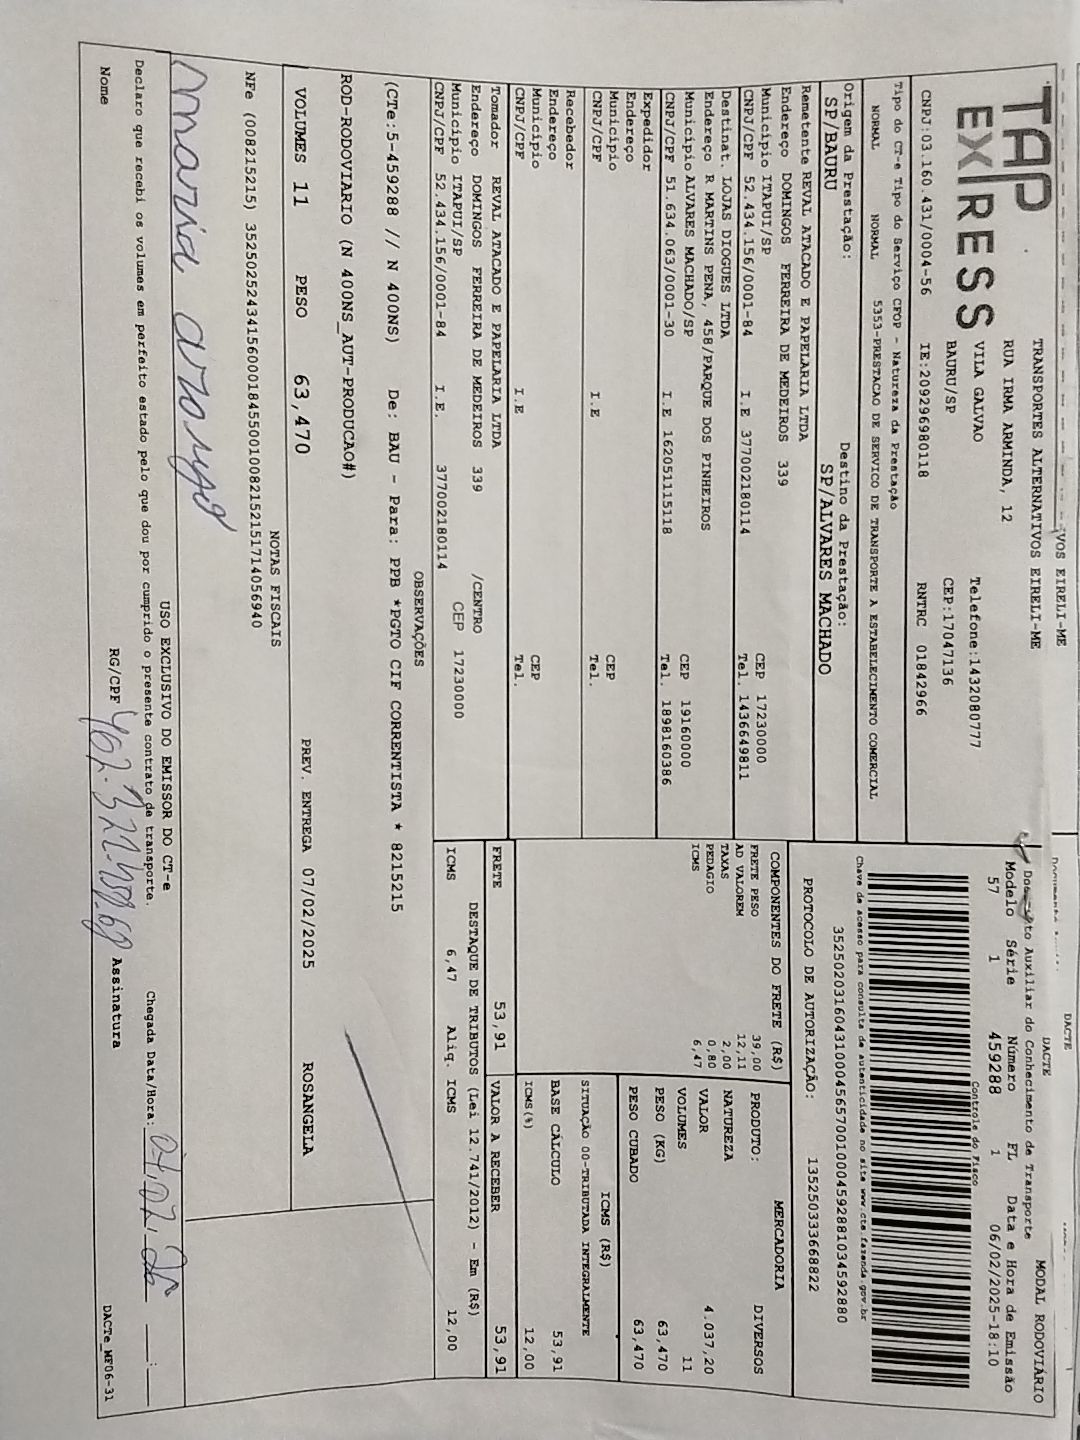 VOS EIRELI-ME
DACTE
TAP
EXPRESS
TRANSPORTES ALTERNATIVOS EIRELI-ME
RUA IRMA ARMINDA, 12
VILA GALVAO
BAURU/SP
Telefone:1432080777
CEP:17047136
CNPJ:03.160.431/0004-56 IE:209296980118 RNTRC 01842966
DACTE
MODAL RODOVIÁRIO
Documento Auxiliar do Conhecimento de Transporte
Modelo Série Número FL Data e Hora de Emissão
57 1 459288 1 06/02/2025-18:10
Controle do Fisco
Chave de acesso para consulta de autenticidade no site www.cte.fazenda.gov.br
35250203160431000456570010004592881034592880
PROTOCOLO DE AUTORIZAÇÃO: 135250333668822
Tipo do CT-e Tipo do Serviço CFOP - Natureza da Prestação
NORMAL NORMAL 5353-PRESTACAO DE SERVICO DE TRANSPORTE A ESTABELECIMENTO COMERCIAL
Origem da Prestação: Destino da Prestação:
SP/BAURU SP/ALVARES MACHADO
Remetente REVAL ATACADO E PAPELARIA LTDA
Endereço DOMINGOS FERREIRA DE MEDEIROS 339
Municipio ITAPUI/SP CEP 17230000
CNPJ/CPF 52.434.156/0001-84 I.E 377002180114 Tel. 1436649811
Destinat. LOJAS DIOGUES LTDA
Endereço R MARTINS PENA, 458/PARQUE DOS PINHEIROS
Municipio ALVARES MACHADO/SP CEP 19160000
CNPJ/CPF 51.634.063/0001-30 I.E 162051115118 Tel. 1898160386
Expedidor
Endereço
Municipio CEP
CNPJ/CPF I.E Tel.
Recebedor
Endereço
Municipio CEP
CNPJ/CPF I.E Tel.
Tomador REVAL ATACADO E PAPELARIA LTDA
Endereço DOMINGOS FERREIRA DE MEDEIROS 339 /CENTRO
Municipio ITAPUI/SP CEP 17230000
CNPJ/CPF 52.434.156/0001-84 I.E. 377002180114
COMPONENTES DO FRETE (R$)
FRETE PESO 39,00
AD VALOREM 12,11
TAXAS 2,00
PEDAGIO 0,80
ICMS 6,47
MERCADORIA
PRODUTO: DIVERSOS
NATUREZA
VALOR 4.037,20
VOLUMES 11
PESO (KG) 63,470
PESO CUBADO 63,470
ICMS (R$)
SITUAÇÃO 00-TRIBUTADA INTEGRALMENTE
BASE CÁLCULO 53,91
ICMS(%) 12,00
FRETE 53,91 VALOR A RECEBER 53,91
DESTAQUE DE TRIBUTOS (Lei 12.741/2012) - Em (R$)
ICMS 6,47 Aliq. ICMS 12,00
OBSERVAÇÕES
(CTe:5-459288 // N 400NS) De: BAU - Para: PPB *PGTO CIF CORRENTISTA * 8215215
ROD-RODOVIARIO (N 400NS_AUT-PRODUCAO#)
VOLUMES 11 PESO 63,470 PREV. ENTREGA 07/02/2025 ROSANGELA
NOTAS FISCAIS
NFe (008215215) 35250252434156000184550010082152151714056940
USO EXCLUSIVO DO EMISSOR DO CT-e
Declaro que recebi os volumes em perfeito estado pelo que dou por cumprido o presente contrato de transporte.
Chegada Data/Hora:
maria
Nome RG/CPF Assinatura
DACTe_MF06-31